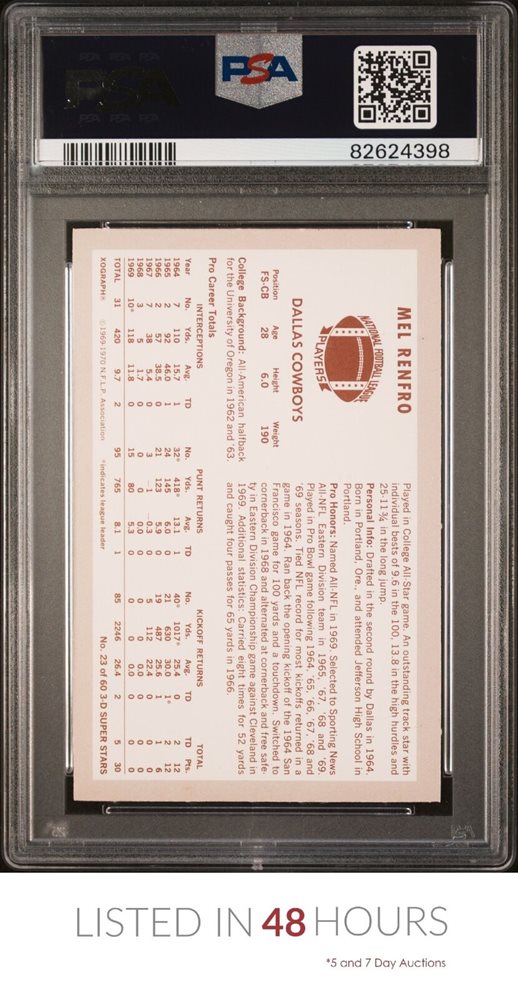 PSA
82624398
MEL RENFRO
NATIONAL FOOTBALL LEAGUE
PLAYERS
DALLAS COWBOYS
Position Age Height Weight
FS-CB 28 6.0 190
College Background: All-American halfback
for the University of Oregon in 1962 and '63.
Played in College All Star game. An outstanding track star with
individual bests of 9.6 in the 100, 13.8 in the high hurdles and
25-11¾ in the long jump.
Personal Info: Drafted in the second round by Dallas in 1964.
Born in Portland, Ore., and attended Jefferson High School in
Portland.
Pro Honors: Named All-NFL in 1969. Selected to Sporting News
All-NFL Eastern Division team in 1965, '67, '68 and '69.
Played in Pro Bowl game following 1964, '65, '66, '67, '68 and
'69 seasons. Tied NFL record for most kickoffs returned in a
game in 1964. Ran back the opening kickoff of the 1964 San
Francisco game for 100 yards and a touchdown. Switched to
cornerback in 1968 and alternated at cornerback and free safe-
ty in Eastern Division Championship game against Cleveland in
1969. Additional statistics: Carried eight times for 52 yards
and caught four passes for 65 yards in 1966.
Pro Career Totals
INTERCEPTIONS PUNT RETURNS KICKOFF RETURNS TOTAL
Year No. Yds. Avg. TD No. Yds. Avg. TD No. Yds. Avg. TD TD Pts.
1964 7 110 15.7 1 32* 418* 13.1 1 40* 1017* 25.4 0 2 12
1965 2 92 46.0 1 24 145 6.0 0 21 630 30.0 1* 2 12
1966 2 57 38.5 0 21 123 5.9 0 19 487 25.6 1 1 6
1967 7 38 5.4 0 3 -1 -0.3 0 5 112 22.4 0 0 0
1968 3 5 1.7 0 0 0 0.0 0 0 0 0.0 0 0 0
1969 10* 118 11.8 0 15 80 5.3 0 0 0 0.0 0 0 0
TOTAL 31 420 9.7 2 95 765 8.1 1 85 2246 26.4 2 5 30
XOGRAPH® © 1969-1970 N.F.L.P. Association *indicates league leader No. 23 of 60 3-D SUPER STARS
LISTED IN 48 HOURS
*5 and 7 Day Auctions